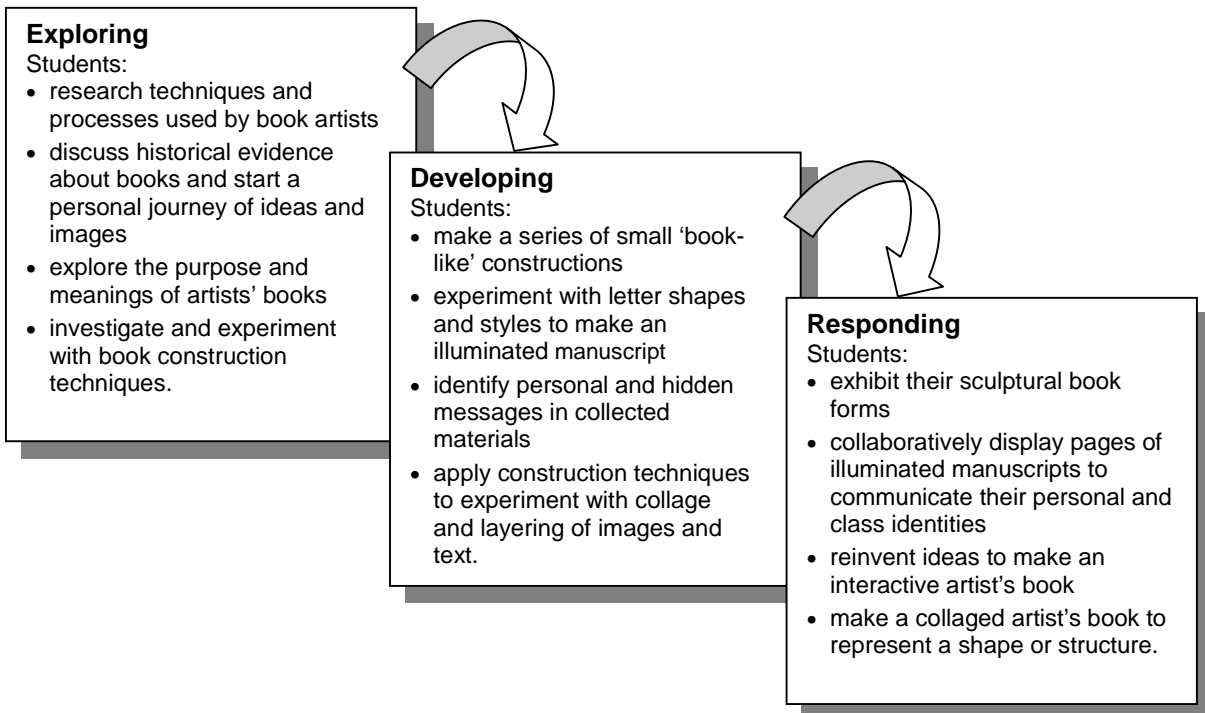 Exploring
Students:
• research techniques and
processes used by book artists
• discuss historical evidence
about books and start a
personal journey of ideas and
images
• explore the purpose and
meanings of artists’ books
• investigate and experiment
with book construction
techniques.
Developing
Students:
• make a series of small ‘book-
like’ constructions
• experiment with letter shapes
and styles to make an
illuminated manuscript
• identify personal and hidden
messages in collected
materials
• apply construction techniques
to experiment with collage
and layering of images and
text.
Responding
Students:
• exhibit their sculptural book
forms
• collaboratively display pages of
illuminated manuscripts to
communicate their personal and
class identities
• reinvent ideas to make an
interactive artist’s book
• make a collaged artist’s book to
represent a shape or structure.